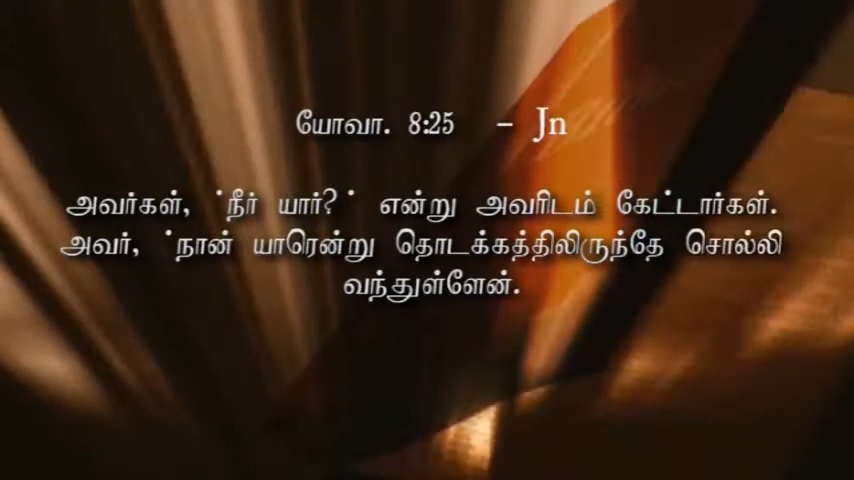 யோவா. 8:25 - Jn
அவர்கள், ̔நீர் யார்? ̓ என்று அவரிடம் கேட்டார்கள்.
அவர், ̔நான் யாரென்று தொடக்கத்திலிருந்தே சொல்லி
வந்துள்ளேன்.